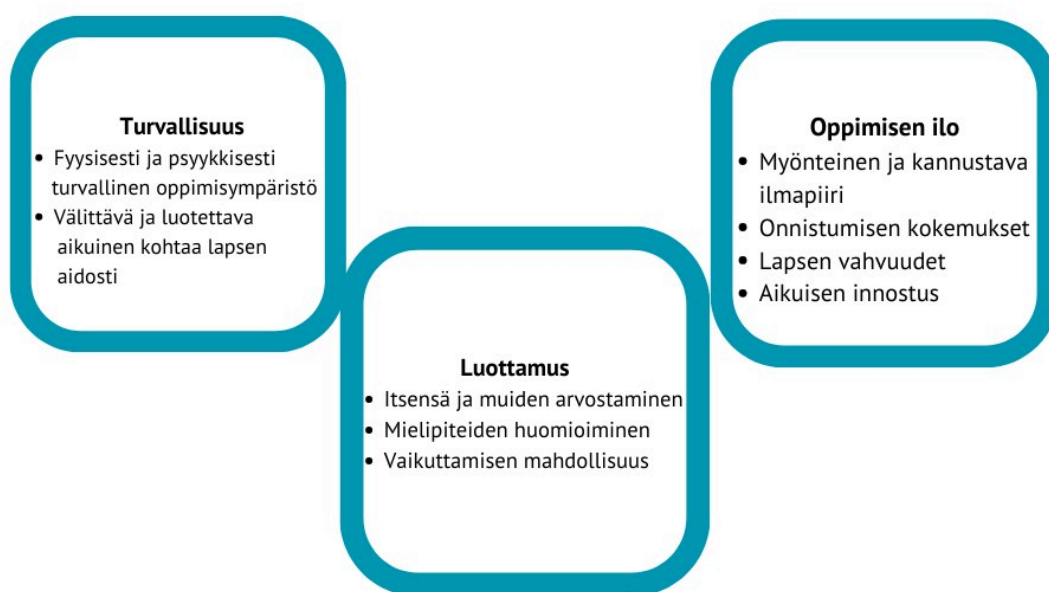 Turvallisuus
• Fyysisesti ja psyykkisesti
turvallinen oppimisympäristö
• Välittävä ja luotettava
aikuinen kohtaa lapsen
aidosti
Luottamus
• Itsensä ja muiden arvostaminen
• Mielipiteiden huomioiminen
• Vaikuttamisen mahdollisuus
Oppimisen ilo
• Myönteinen ja kannustava
ilmapiiri
• Onnistumisen kokemukset
• Lapsen vahvuudet
• Aikuisen innostus